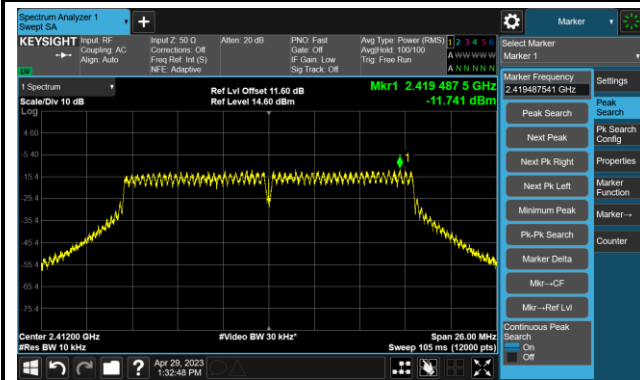 Spectrum Analyzer 1
Swept SA
+
Marker
KEYSIGHT
Input: RF
Coupling: AC
Align: Auto
Input Z: 50 Ω
Corrections: Off
Freq Ref: Int (S)
NFE: Adaptive
Atten: 20 dB
PNO: Fast
Gate: Off
IF Gain: Low
Sig Track: Off
Avg Type: Power (RMS)
Avg|Hold: 100/100
Trig: Free Run
1 2 3 4 5 6
A W W W W W
A N N N N N
Select Marker
Marker 1
1 Spectrum
Scale/Div 10 dB
Log
Ref Lvl Offset 11.60 dB
Ref Level 14.60 dBm
Mkr1 2.419 487 5 GHz
-11.741 dBm
4.60
-5.40
-15.4
-25.4
-35.4
-45.4
-55.4
-65.4
-75.4
1
Center 2.41200 GHz
#Res BW 10 kHz
#Video BW 30 kHz*
Span 26.00 MHz
Sweep 105 ms (12000 pts)
Marker Frequency
2.419487541 GHz
Peak Search
Next Peak
Next Pk Right
Next Pk Left
Minimum Peak
Pk-Pk Search
Marker Delta
Mkr→CF
Mkr→Ref Lvl
Continuous Peak
Search
On
Off
Settings
Peak
Search
Pk Search
Config
Properties
Marker
Function
Marker→
Counter
?
Apr 29, 2023
1:32:48 PM